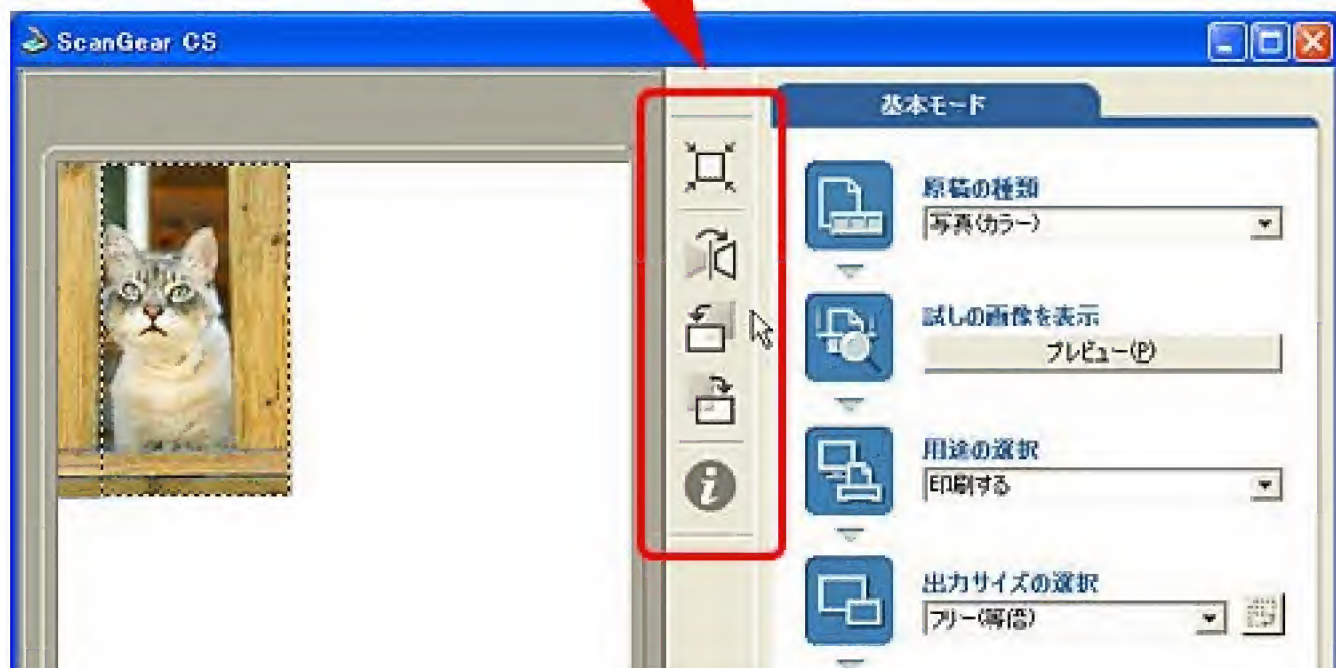 ScanGear CS
基本モード
原稿の種類
写真(カラー)
試しの画像を表示
プレビュー(P)
用途の選択
印刷する
出力サイズの選択
フリー(等倍)